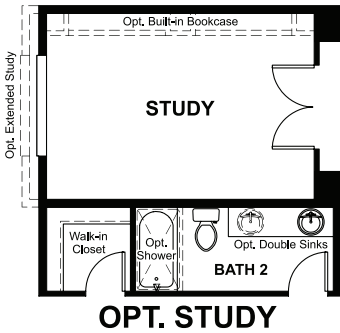 Opt. Built-in Bookcase
Opt. Extended Study
STUDY
Walk-in
Closet
Opt.
Shower
Opt. Double Sinks
BATH 2
OPT. STUDY